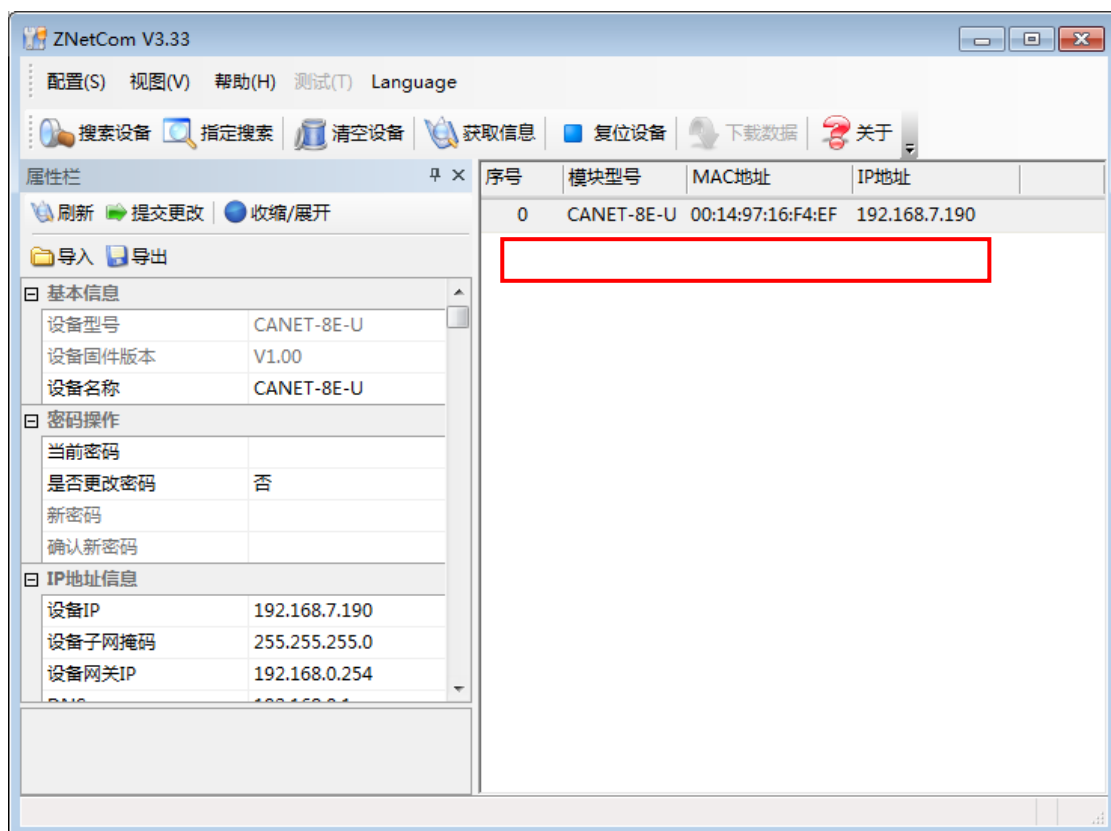 ZNetCom V3.33
配置(S) 视图(V) 帮助(H) 测试(T) Language
搜索设备 指定搜索 清空设备 获取信息 复位设备 下载数据 关于
属性栏
刷新 提交更改 收缩/展开
导入 导出
基本信息
设备型号 CANET-8E-U
设备固件版本 V1.00
设备名称 CANET-8E-U
密码操作
当前密码
是否更改密码 否
新密码
确认新密码
IP地址信息
设备IP 192.168.7.190
设备子网掩码 255.255.255.0
设备网关IP 192.168.0.254
序号 模块型号 MAC地址 IP地址
0 CANET-8E-U 00:14:97:16:F4:EF 192.168.7.190